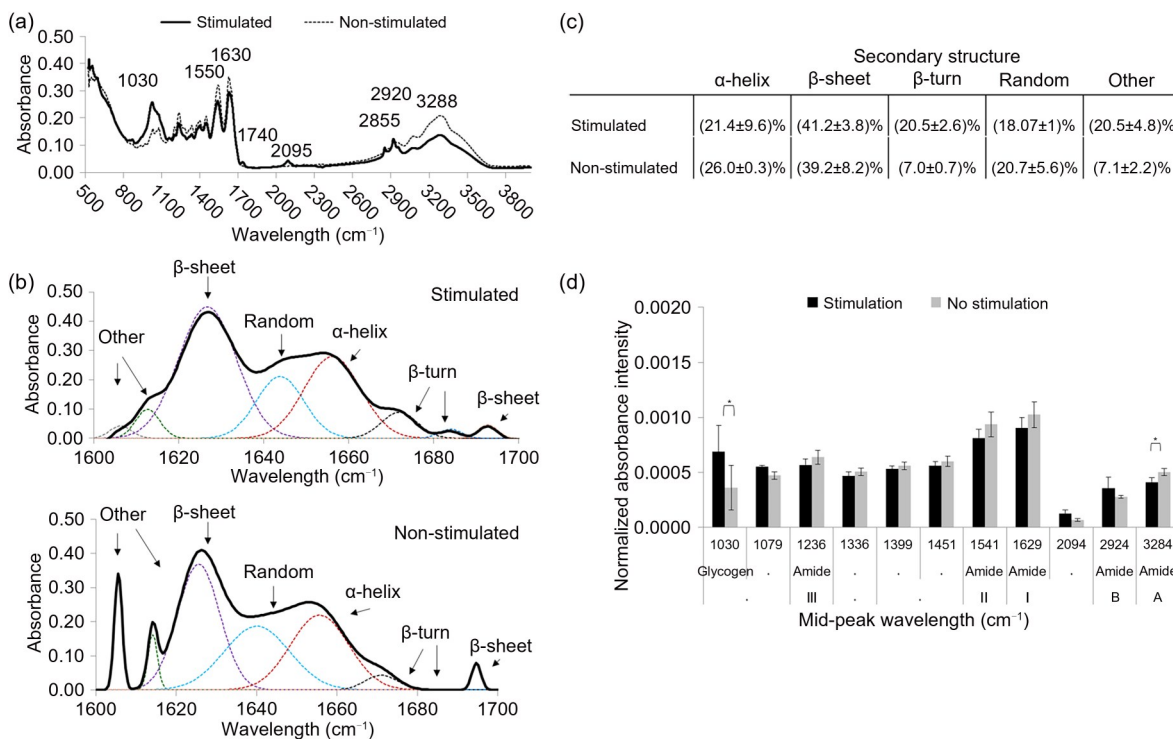 (a)
Stimulated
Non-stimulated
0.50
0.40
0.30
0.20
0.10
0.00
Absorbance
1030
1550
1630
1740
2095
2855
2920
3288
500
800
1100
1400
1700
2000
2300
2600
2900
3200
3500
3800
Wavelength (cm⁻¹)
(b)
β-sheet
Stimulated
Other
Random
α-helix
β-turn
β-sheet
0.50
0.40
0.30
0.20
0.10
0.00
Absorbance
1600 1620 1640 1660 1680 1700
β-sheet
Non-stimulated
Other
Random
α-helix
β-turn
β-sheet
0.50
0.40
0.30
0.20
0.10
0.00
Absorbance
1600 1620 1640 1660 1680 1700
Wavelength (cm⁻¹)
(c)
Secondary structure
α-helix β-sheet β-turn Random Other
Stimulated (21.4±9.6)% (41.2±3.8)% (20.5±2.6)% (18.07±1)% (20.5±4.8)%
Non-stimulated (26.0±0.3)% (39.2±8.2)% (7.0±0.7)% (20.7±5.6)% (7.1±2.2)%
(d)
Stimulation No stimulation
0.0020
0.0015
0.0010
0.0005
0.0000
Normalized absorbance intensity
*
*
1030 1079 1236 1336 1399 1451 1541 1629 2094 2924 3284
Glycogen . Amide . . . Amide Amide . Amide Amide
. III . . II I B A
Mid-peak wavelength (cm⁻¹)